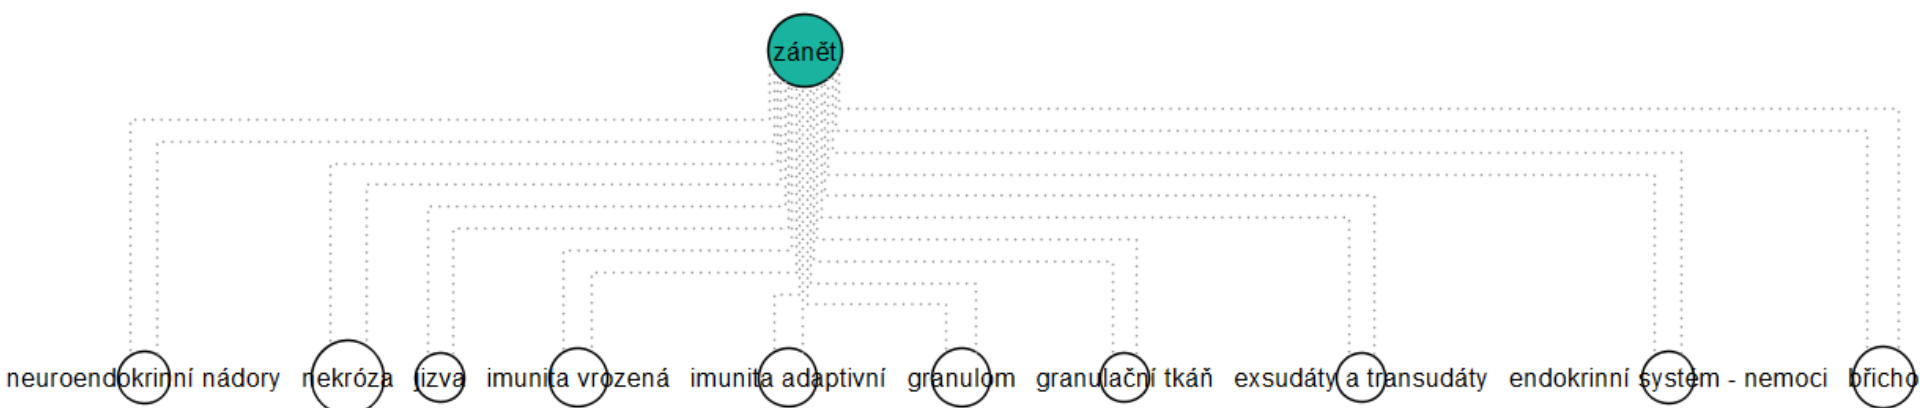 zánět
neuroendokrinní nádory
nekróza
jizva
imunita vrozená
imunita adaptivní
granulom
granulační tkáň
exsudáty a transudáty
endokrinní systém - nemoci
břicho